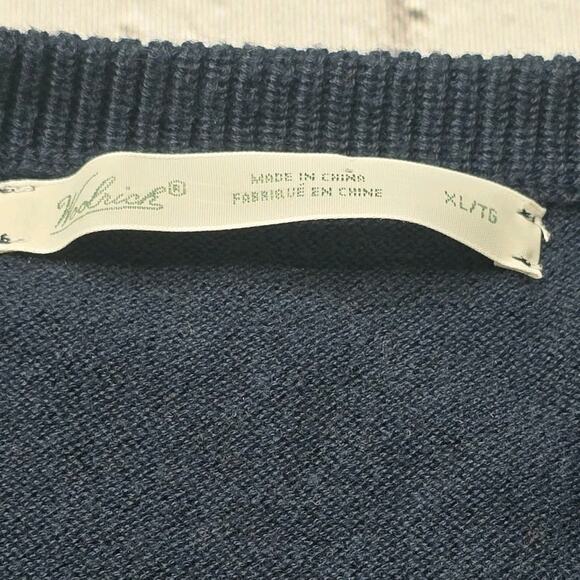 Woolrich®
MADE IN CHINA
FABRIQUÉ EN CHINE
XL/TG